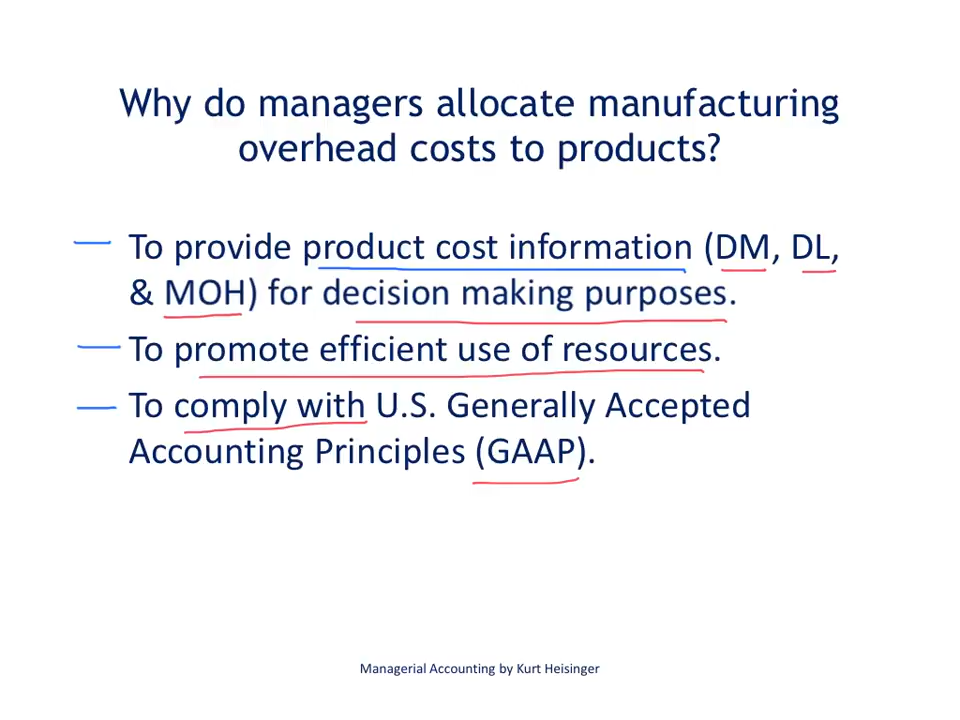 Why do managers allocate manufacturing
overhead costs to products?
To provide product cost information (DM, DL,
& MOH) for decision making purposes.
To promote efficient use of resources.
To comply with U.S. Generally Accepted
Accounting Principles (GAAP).
Managerial Accounting by Kurt Heisinger